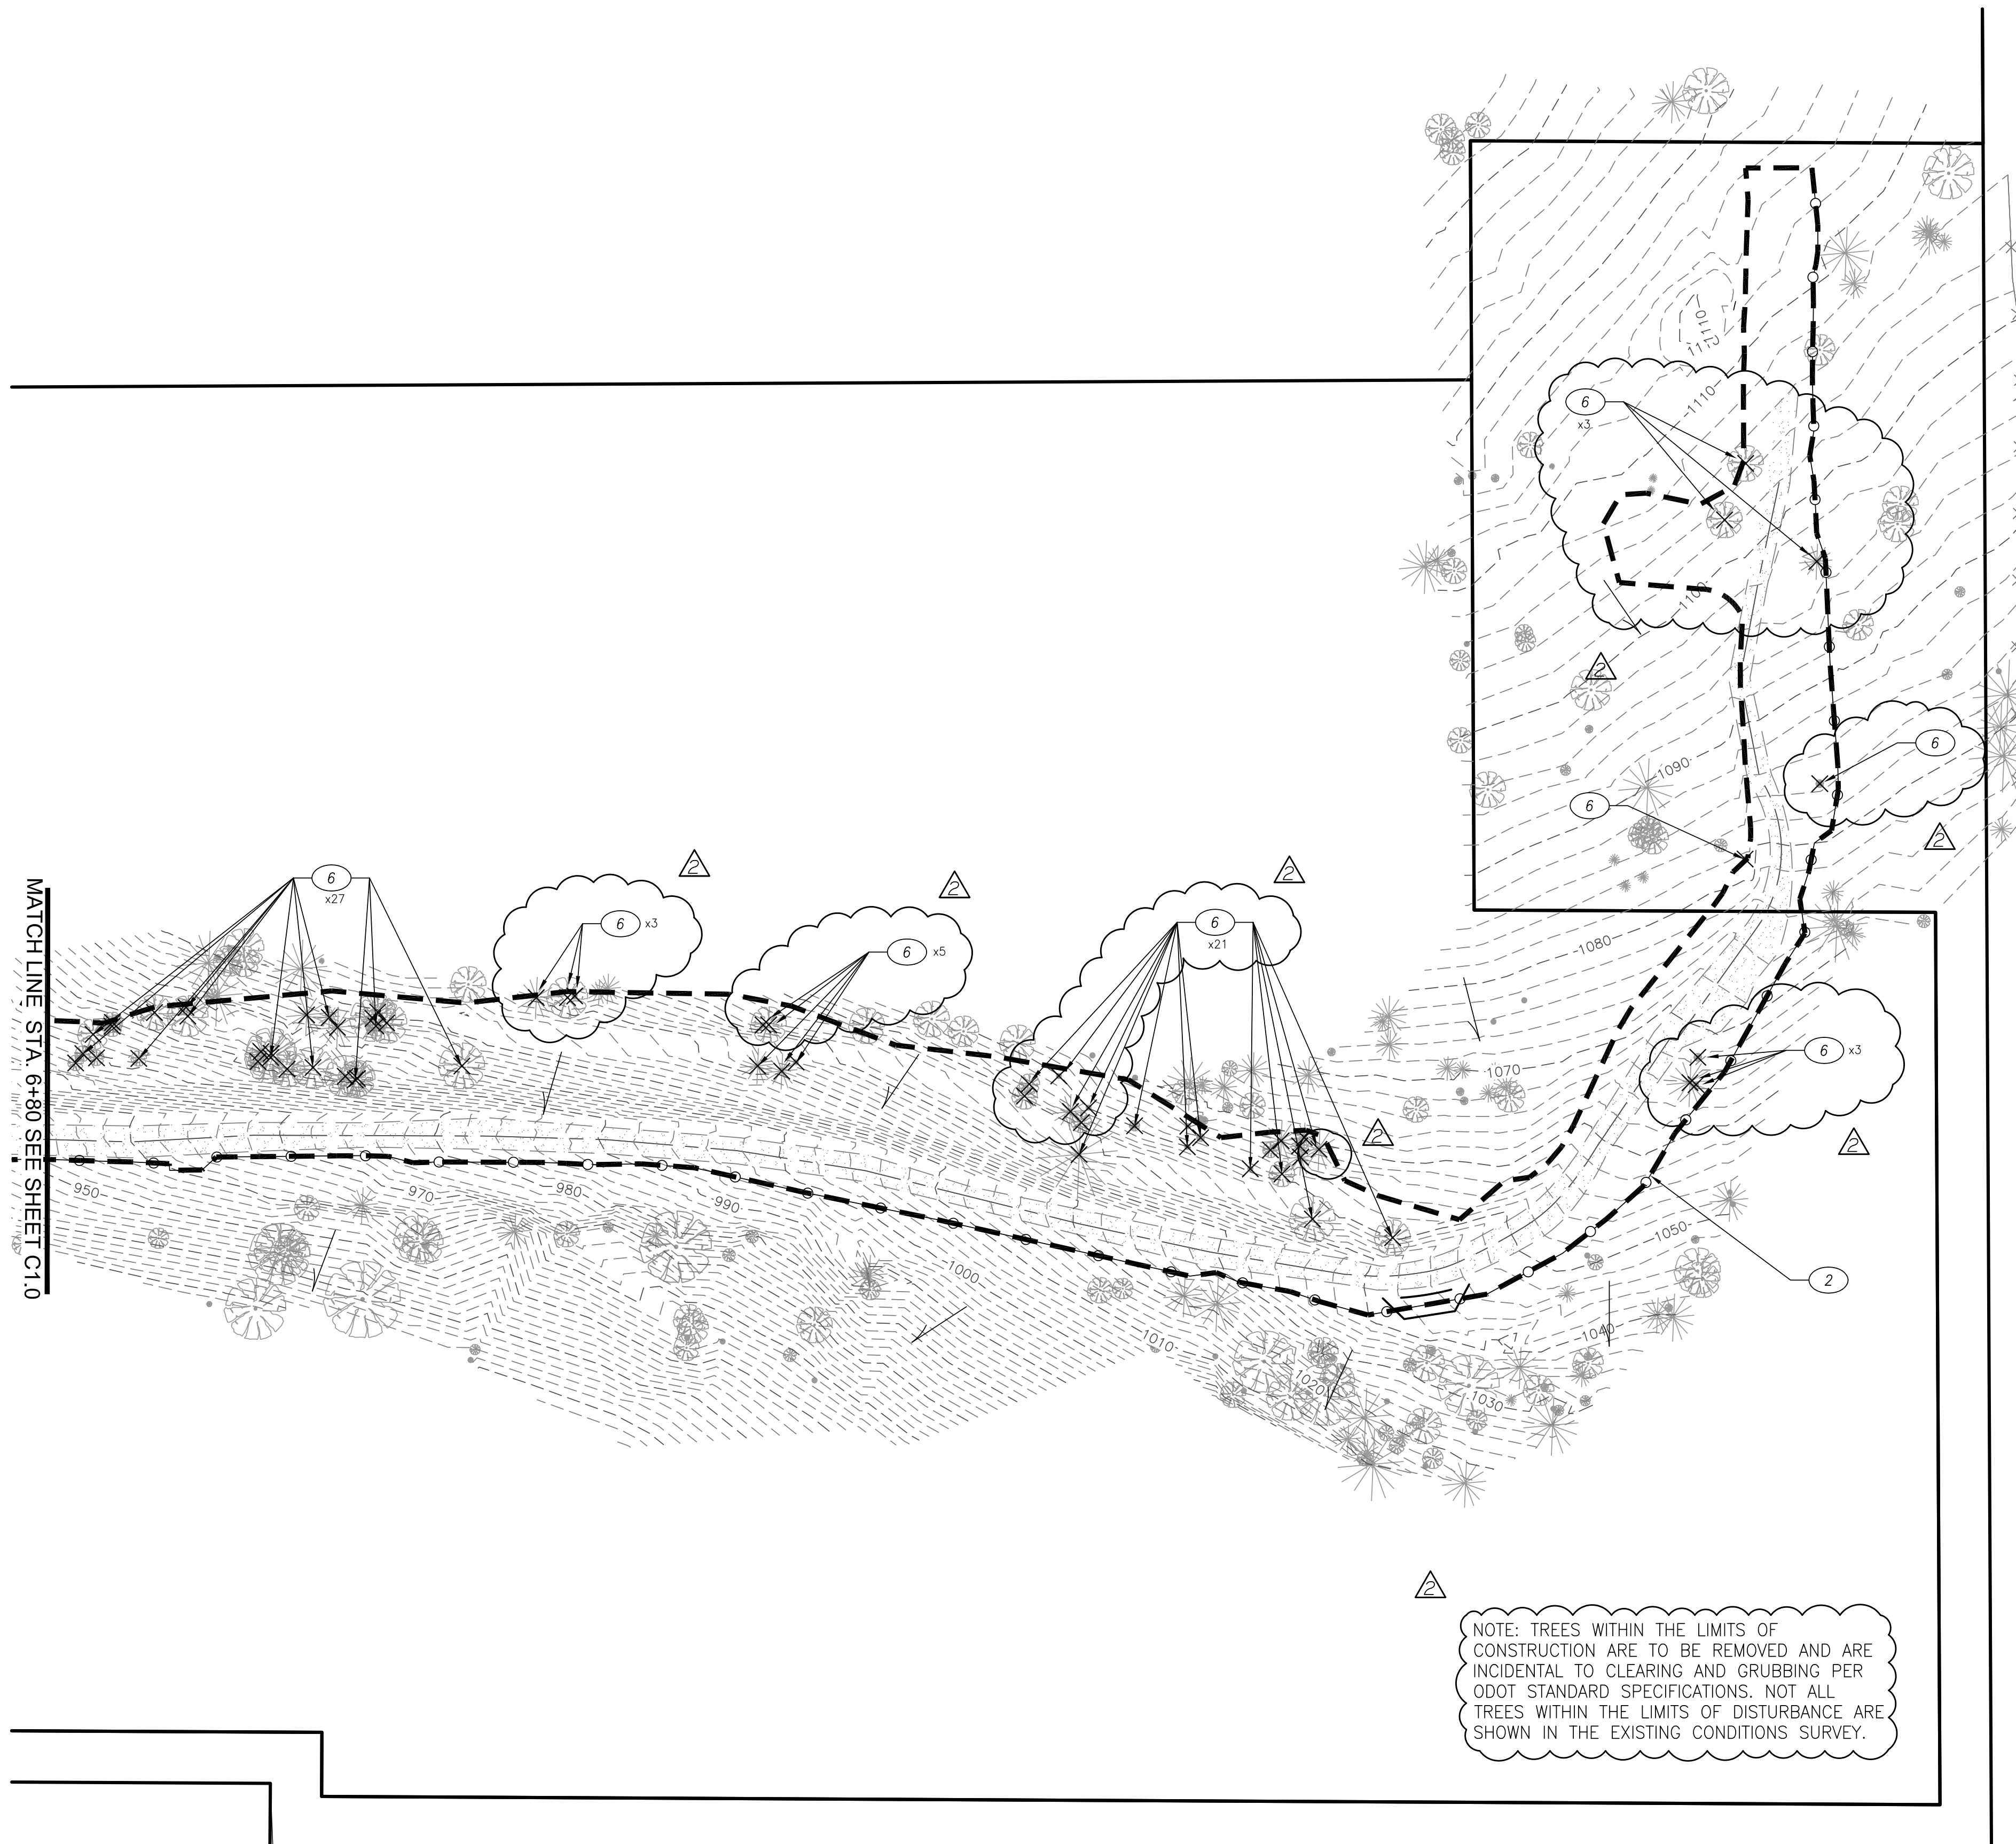 1110
1112
1110
6
x3
1100
2
6
1090
6
2
6
x27
6 x3
2
6 x5
2
6
x21
2
1080
1070
6 x3
2
2
1050
2
1040
1030
1020
1010
1000
990
980
970
950
MATCH LINE STA. 6+80 SEE SHEET C1.0
2
NOTE: TREES WITHIN THE LIMITS OF
CONSTRUCTION ARE TO BE REMOVED AND ARE
INCIDENTAL TO CLEARING AND GRUBBING PER
ODOT STANDARD SPECIFICATIONS. NOT ALL
TREES WITHIN THE LIMITS OF DISTURBANCE ARE
SHOWN IN THE EXISTING CONDITIONS SURVEY.